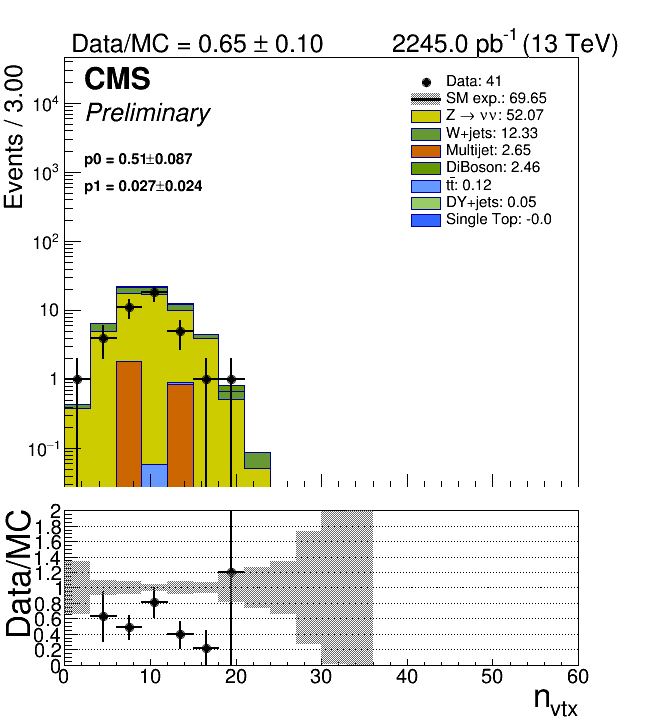 Data/MC = 0.65 ± 0.10
2245.0 pb⁻¹ (13 TeV)
CMS
Preliminary
p0 = 0.51±0.087
p1 = 0.027±0.024
Data: 41
SM exp.: 69.65
Z → νν: 52.07
W+jets: 12.33
Multijet: 2.65
DiBoson: 2.46
tt̄: 0.12
DY+jets: 0.05
Single Top: -0.0
Events / 3.00
10⁴
10³
10²
10
1
10⁻¹
Data/MC
2
1.8
1.6
1.4
1.2
1
0.8
0.6
0.4
0.2
0
0 10 20 30 40 50 60
n_vtx